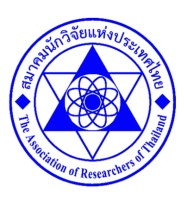 สมาคมนักวิจัยแห่งประเทศไทย
The Association of Researchers of Thailand